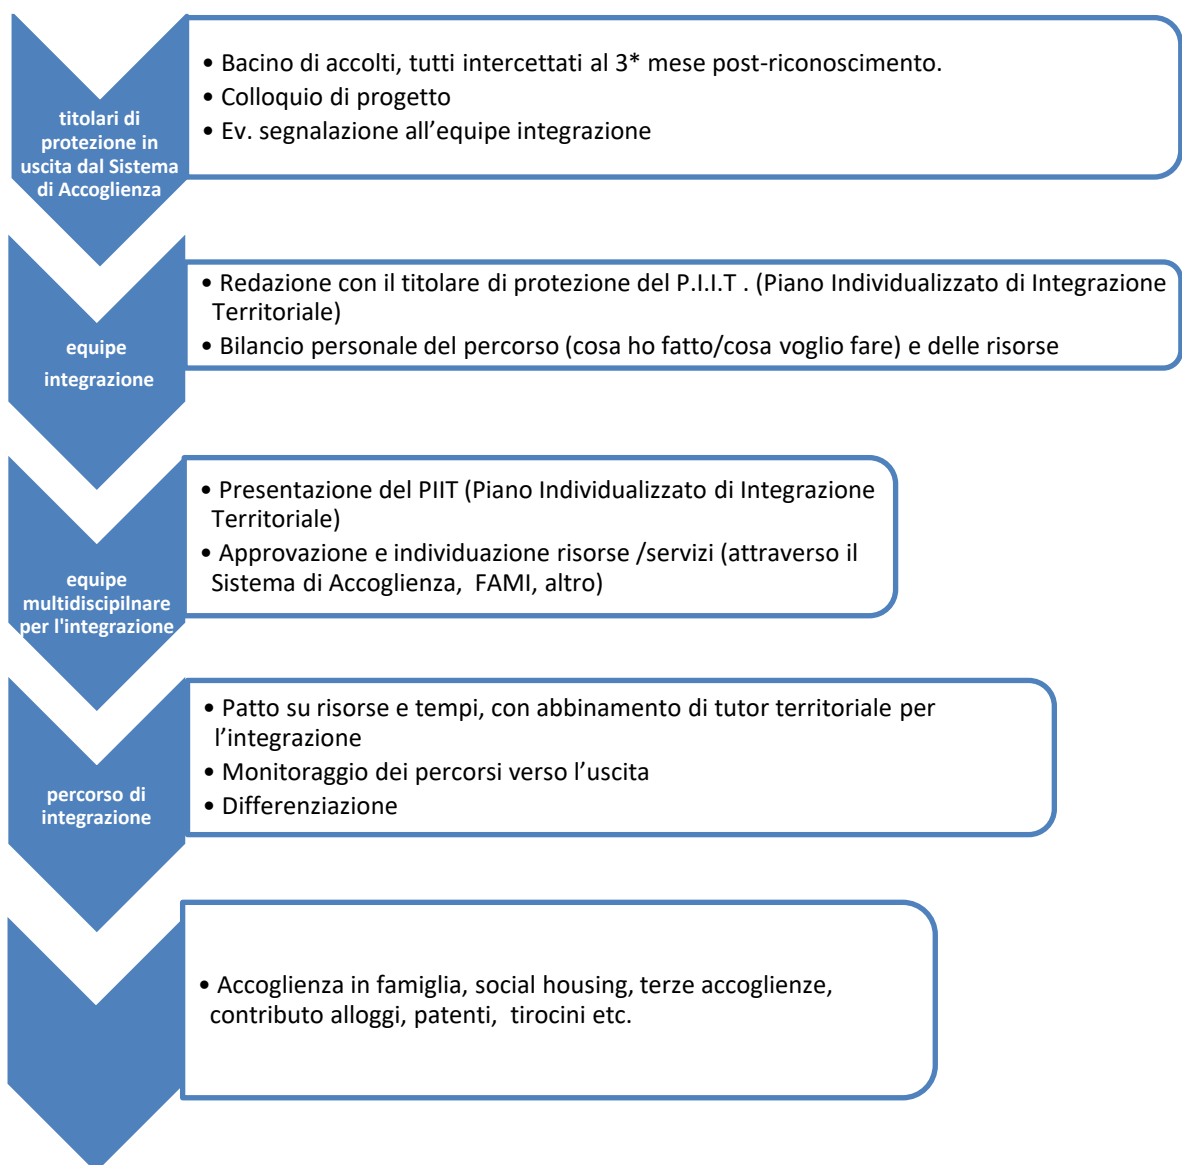 titolari di
protezione in
uscita dal Sistema
di Accoglienza
• Bacino di accolti, tutti intercettati al 3* mese post-riconoscimento.
• Colloquio di progetto
• Ev. segnalazione all’equipe integrazione
equipe
integrazione
• Redazione con il titolare di protezione del P.I.I.T . (Piano Individualizzato di Integrazione
Territoriale)
• Bilancio personale del percorso (cosa ho fatto/cosa voglio fare) e delle risorse
equipe
multidiscipilnare
per l'integrazione
• Presentazione del PIIT (Piano Individualizzato di Integrazione
Territoriale)
• Approvazione e individuazione risorse /servizi (attraverso il
Sistema di Accoglienza, FAMI, altro)
percorso di
integrazione
• Patto su risorse e tempi, con abbinamento di tutor territoriale per
l’integrazione
• Monitoraggio dei percorsi verso l’uscita
• Differenziazione
• Accoglienza in famiglia, social housing, terze accoglienze,
contributo alloggi, patenti, tirocini etc.